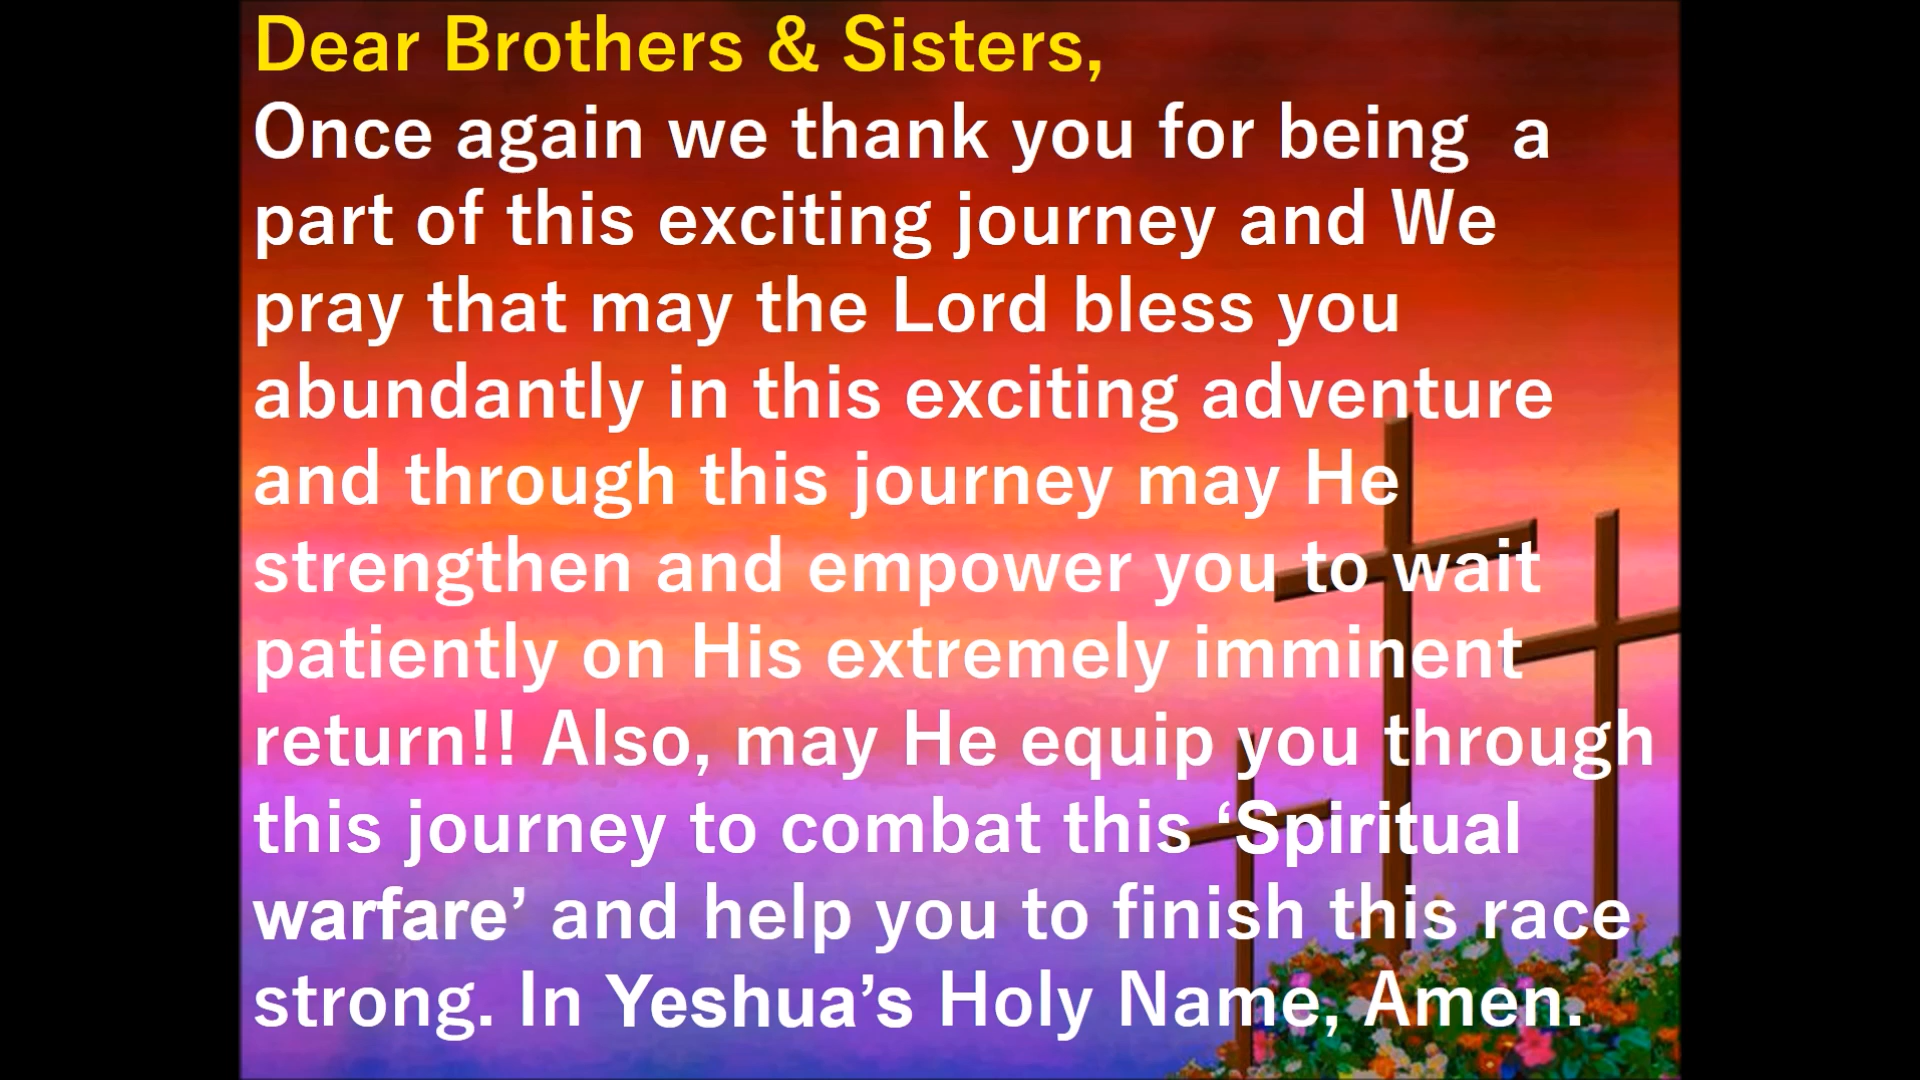 Dear Brothers & Sisters,
Once again we thank you for being  a
part of this exciting journey and We
pray that may the Lord bless you
abundantly in this exciting adventure
and through this journey may He
strengthen and empower you to wait
patiently on His extremely imminent
return!! Also, may He equip you through
this journey to combat this ‘Spiritual
warfare’ and help you to finish this race
strong. In Yeshua’s Holy Name, Amen.